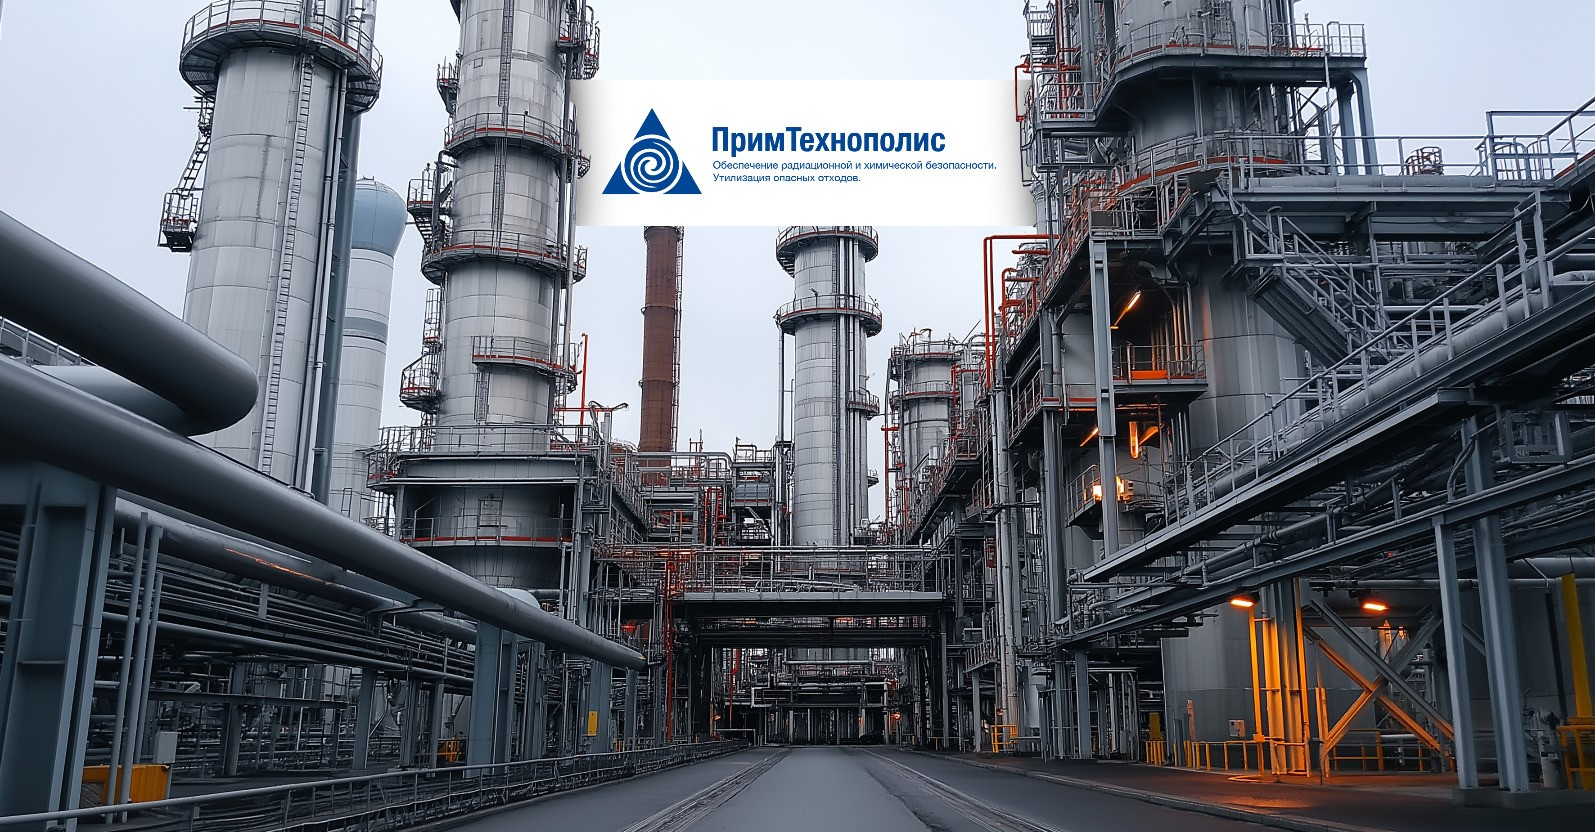 ПримТехнополис
Обеспечение радиационной и химической безопасности.
Утилизация опасных отходов.